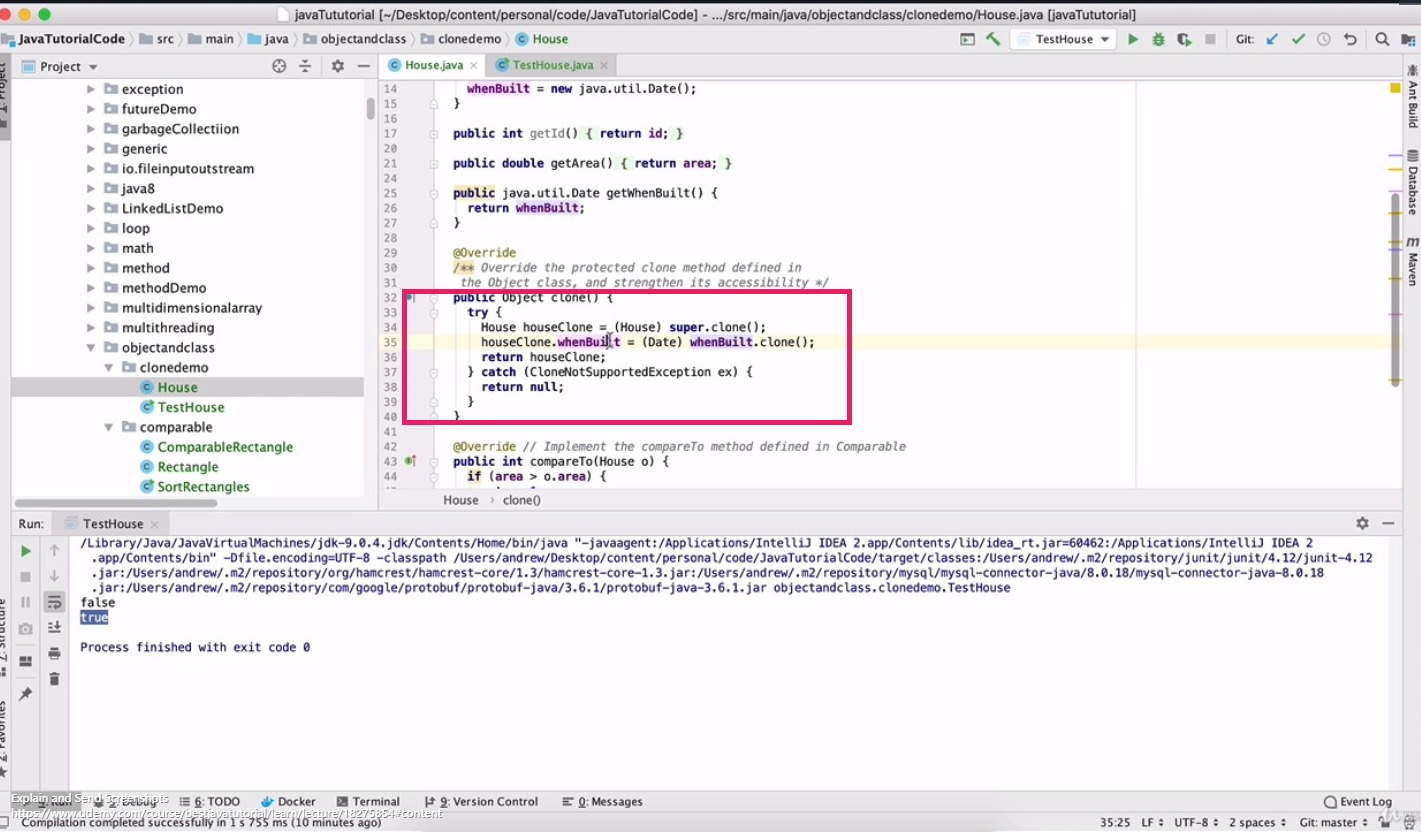 javaTututorial [~/Desktop/content/personal/code/JavaTutorialCode] - .../src/main/java/objectandclass/clonedemo/House.java [javaTututorial]
JavaTutorialCode src main java objectandclass clonedemo House
TestHouse Git:
1: Project
Project
House.java TestHouse.java
exception
futureDemo
garbageCollectiion
generic
io.fileinputoutstream
java8
LinkedListDemo
loop
math
method
methodDemo
multidimensionalarray
multithreading
objectandclass
clonedemo
House
TestHouse
comparable
ComparableRectangle
Rectangle
SortRectangles
14 whenBuilt = new java.util.Date();
15 }
16
17 public int getId() { return id; }
20
21 public double getArea() { return area; }
24
25 public java.util.Date getWhenBuilt() {
26 return whenBuilt;
27 }
28
29 @Override
30 /** Override the protected clone method defined in
31 the Object class, and strengthen its accessibility */
32 public Object clone() {
33 try {
34 House houseClone = (House) super.clone();
35 houseClone.whenBuilt = (Date) whenBuilt.clone();
36 return houseClone;
37 } catch (CloneNotSupportedException ex) {
38 return null;
39 }
40 }
41
42 @Override // Implement the compareTo method defined in Comparable
43 public int compareTo(House o) {
44 if (area > o.area) {
House › clone()
Ant Build
Database
Maven
Run: TestHouse
/Library/Java/JavaVirtualMachines/jdk-9.0.4.jdk/Contents/Home/bin/java "-javaagent:/Applications/IntelliJ IDEA 2.app/Contents/lib/idea_rt.jar=60462:/Applications/IntelliJ IDEA 2
.app/Contents/bin" -Dfile.encoding=UTF-8 -classpath /Users/andrew/Desktop/content/personal/code/JavaTutorialCode/target/classes:/Users/andrew/.m2/repository/junit/junit/4.12/junit-4.12
.jar:/Users/andrew/.m2/repository/org/hamcrest/hamcrest-core/1.3/hamcrest-core-1.3.jar:/Users/andrew/.m2/repository/mysql/mysql-connector-java/8.0.18/mysql-connector-java-8.0.18
.jar:/Users/andrew/.m2/repository/com/google/protobuf/protobuf-java/3.6.1/protobuf-java-3.6.1.jar objectandclass.clonedemo.TestHouse
false
true
Process finished with exit code 0
Z: Structure
2: Favorites
Explain and Send Screenshots
6: TODO Docker Terminal 9: Version Control 0: Messages Event Log
https://www.udemy.com/course/bestjavatutorial/learn/lecture/18275854#content
Compilation completed successfully in 1 s 755 ms (10 minutes ago) 35:25 LF UTF-8 2 spaces Git: master